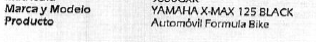 Marca y Modelo YAMAHA X-MAX 125 BLACK
Producto Automóvil Formula Bike